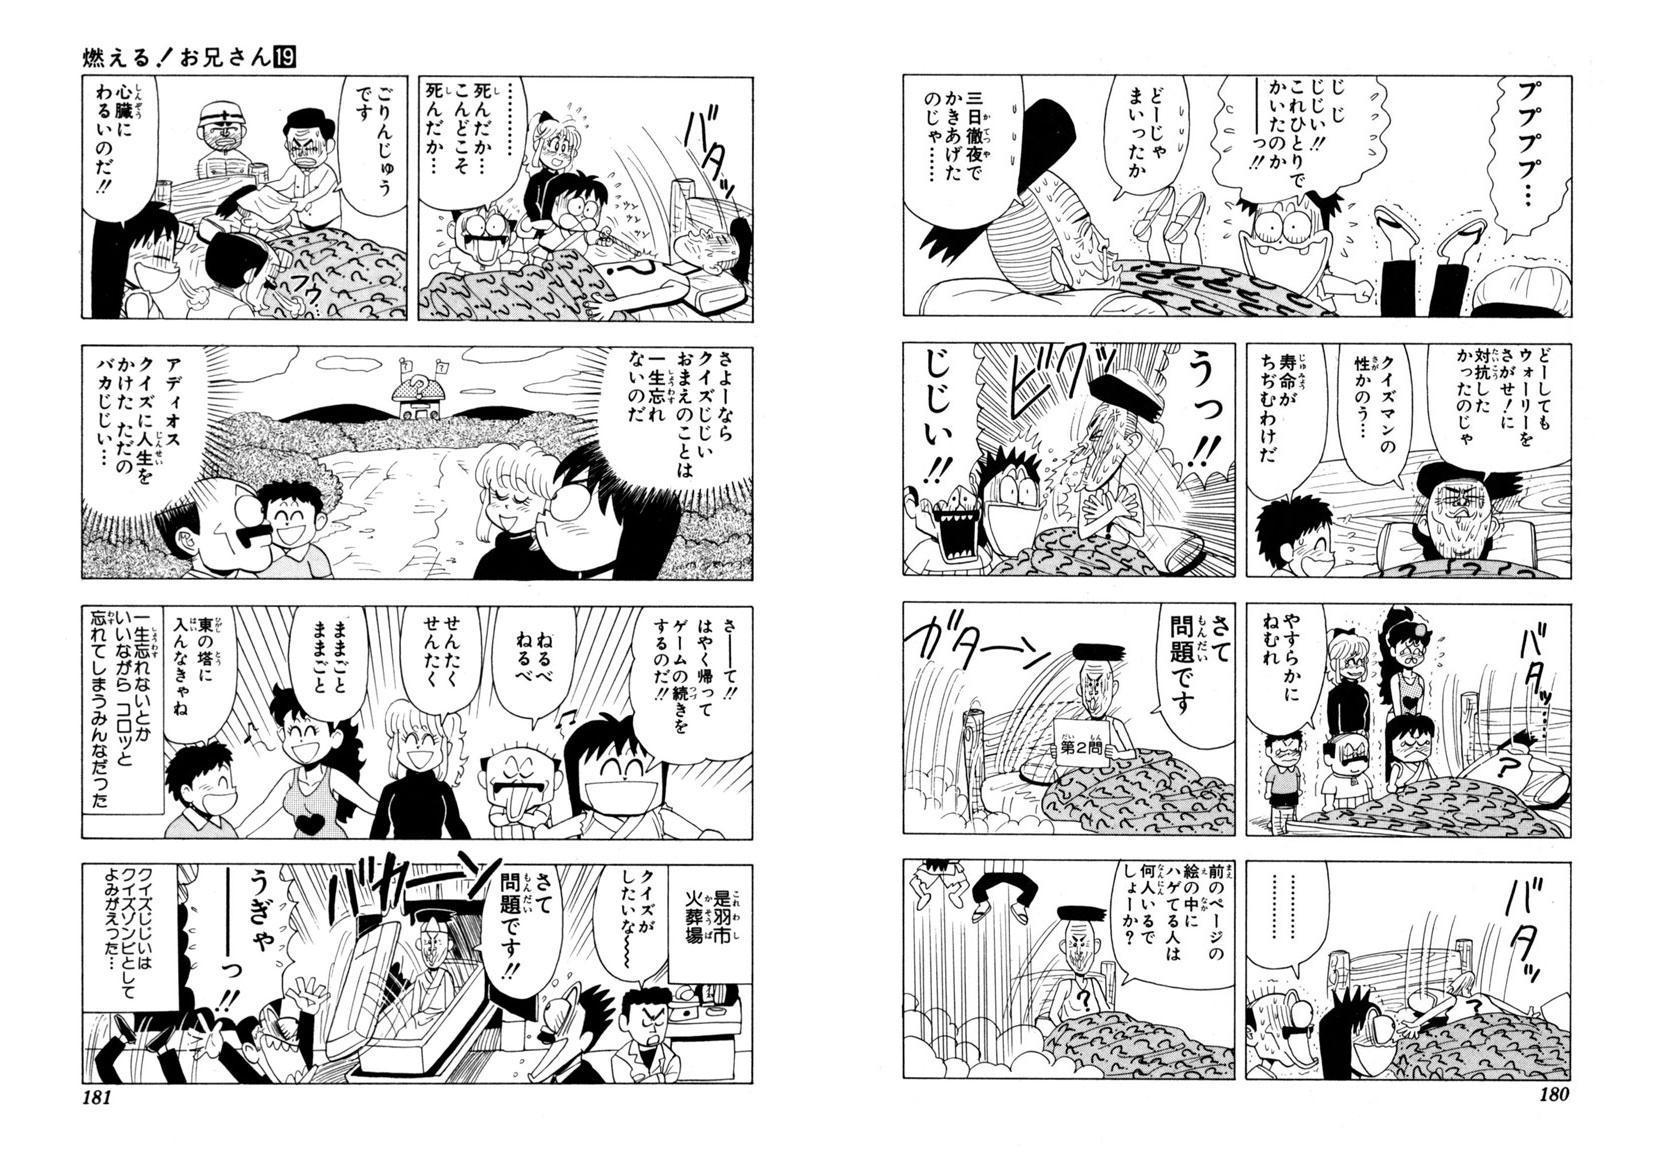 ププププ…
じじ
じじい!!
これひとりで
かいたのか
――っ!!
どーじゃ
まいったか
三日徹夜で
かきあげた
のじゃ……
どーしても
ウォーリーを
さがせ!に
対抗した
かったのじゃ
クイズマンの
性かのう…
寿命が
ちぢむわけだ
うっ!!
ビクッ
じじい!!
バタッ……
やすらかに
ねむれ
?
さて
問題です
ガターン
第2問
バタッ
…………
?
前のページの
絵の中に
ハゲてる人は
何人いるで
しょーか?
?
180
燃える!お兄さん19
バタッ
…………
死んだか…
こんどこそ
死んだか…
?
ごりんじゅう
です
心臓に
わるいのだ!!
フゥ…
さよーなら
クイズじじい
おまえのことは
一生忘れ
ないのだ
?
?
?
アディオス
クイズに人生を
かけた ただの
バカじじい…
さ――て!!
はやく帰って
ゲームの続きを
するのだ!!
ねるべ
ねるべ
せんたく
せんたく
ままごと
ままごと
東の塔に
入んなきゃね
一生忘れないとか
いいながら コロッと
忘れてしまうみんなだった
是羽市
火葬場
クイズが
したいな〜〜
さて
問題です!!
バカーン
うぎゃ
――っ!!
クイズじじいは
クイズゾンビとして
よみがえった…
181